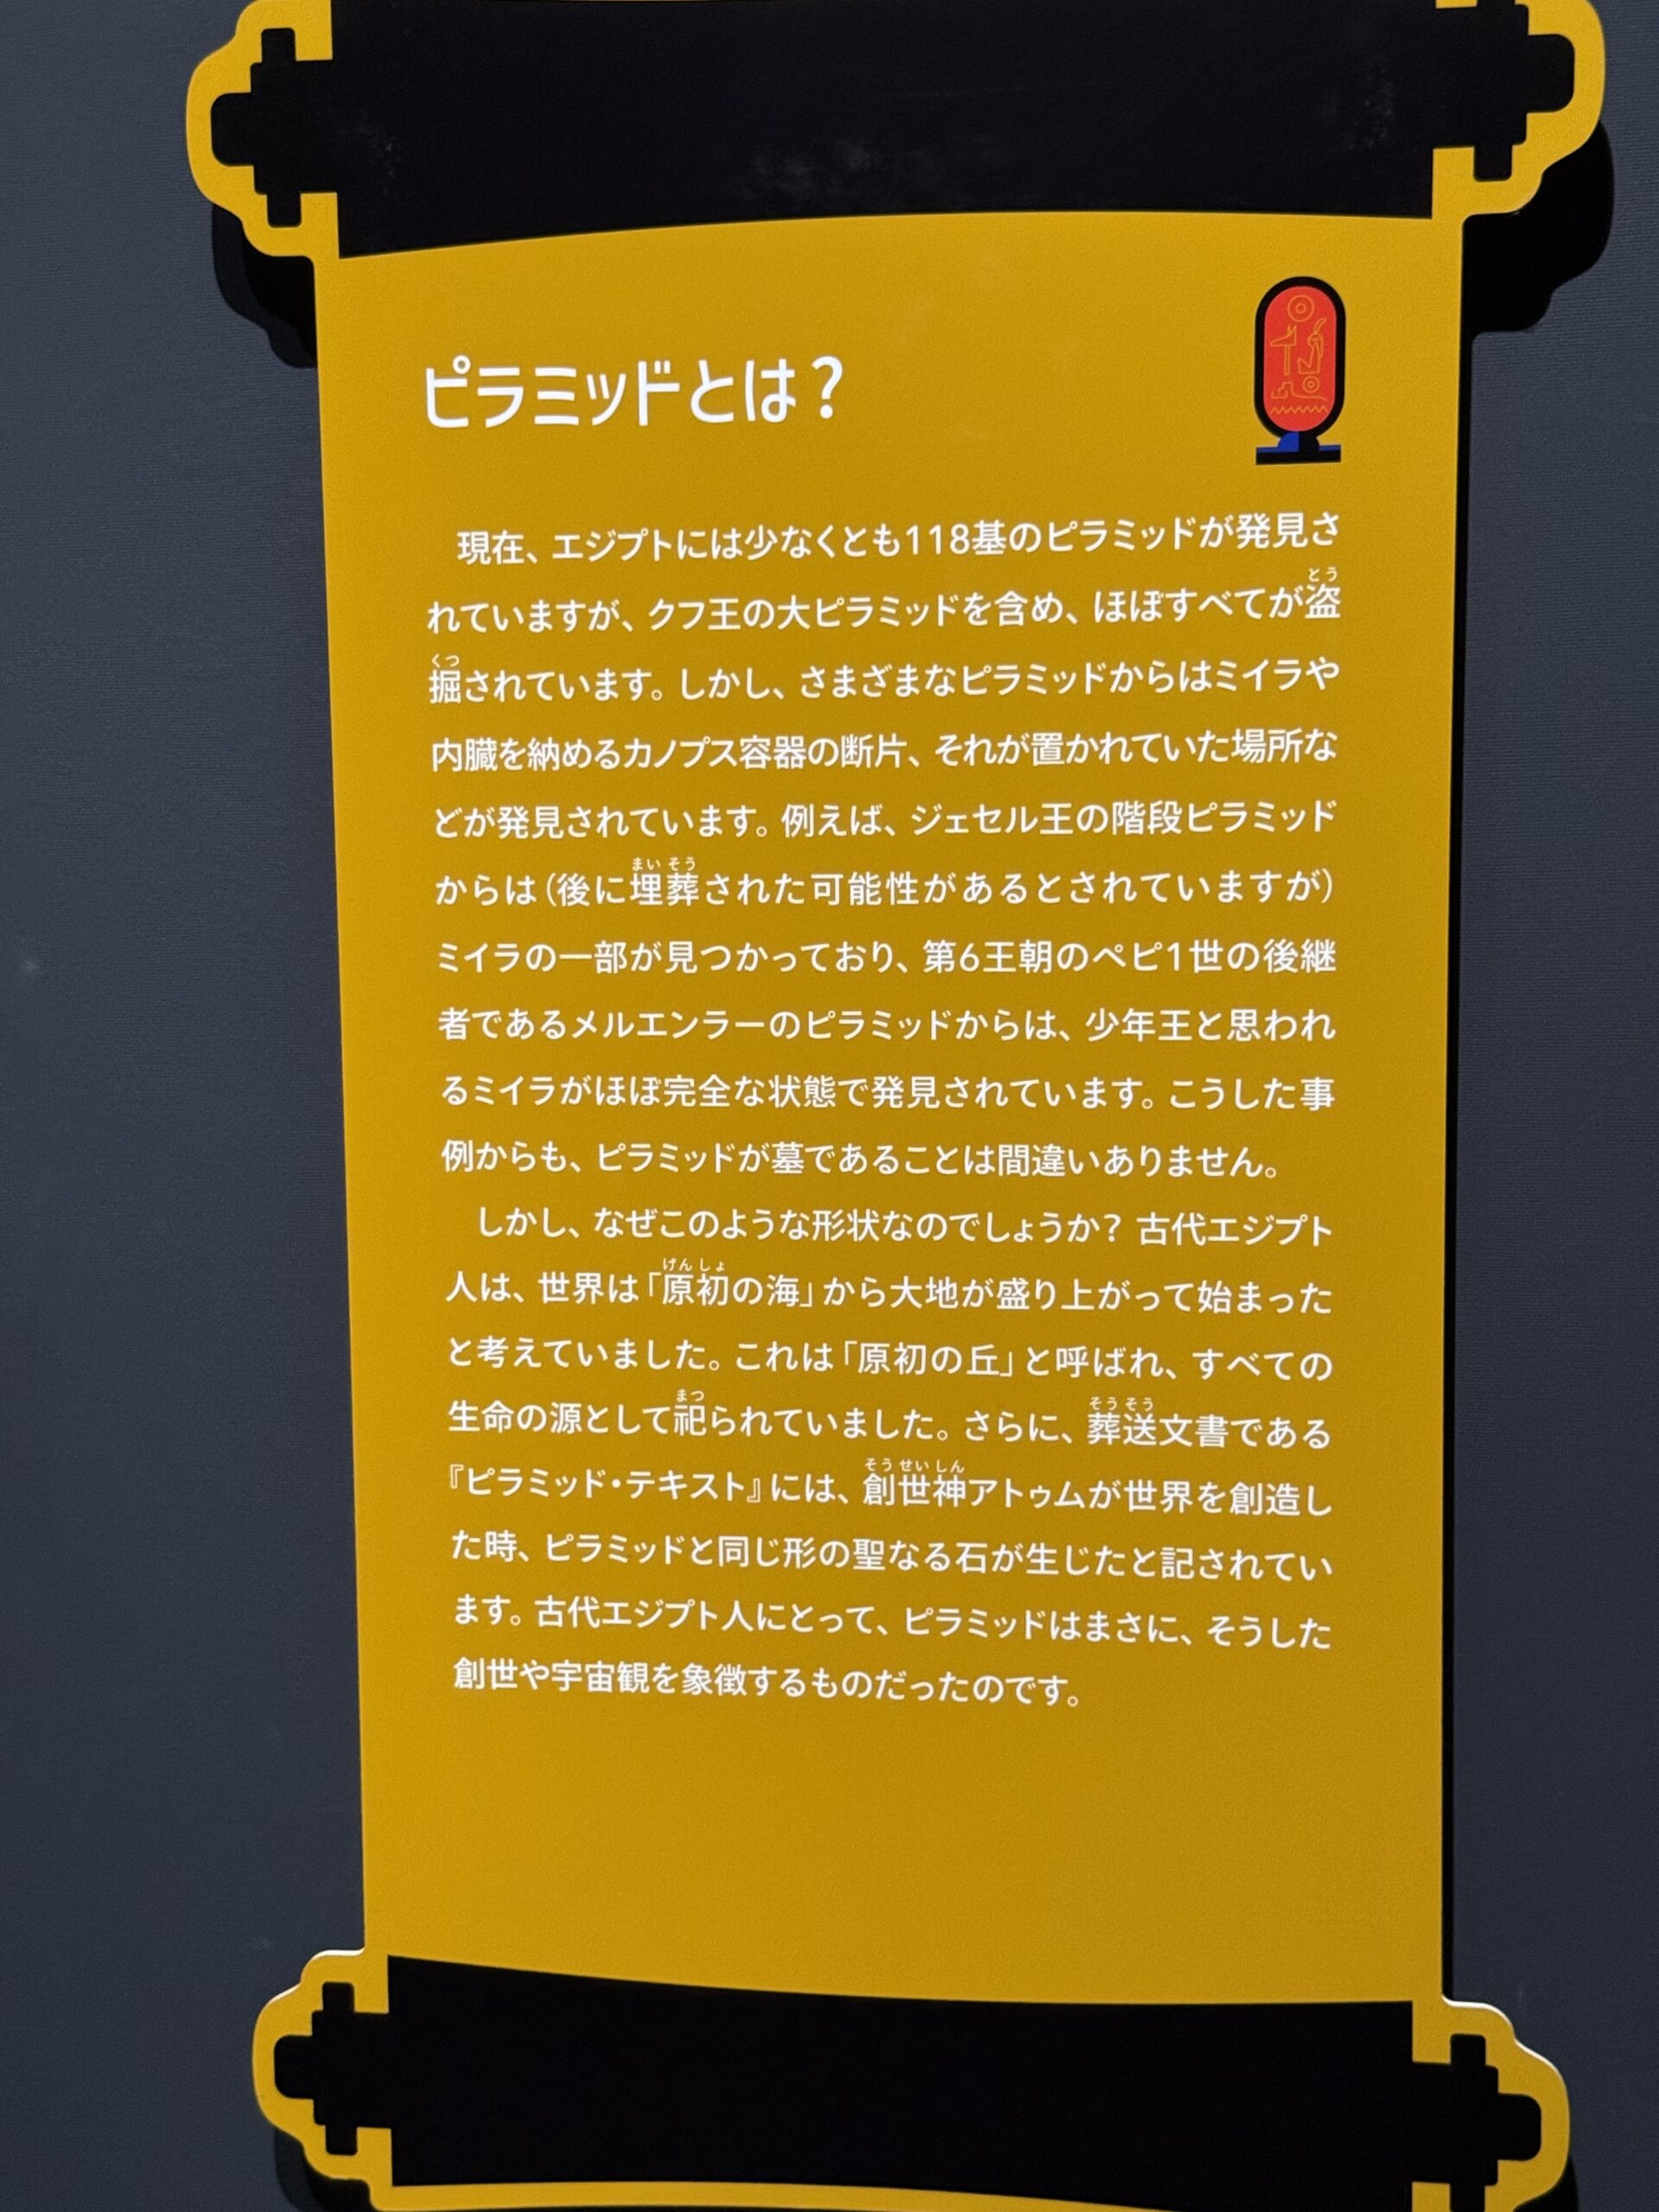 ピラミッドとは？
現在、エジプトには少なくとも118基のピラミッドが発見さ
れていますが、クフ王の大ピラミッドを含め、ほぼすべてが盗
掘されています。しかし、さまざまなピラミッドからはミイラや
内臓を納めるカノプス容器の断片、それが置かれていた場所な
どが発見されています。例えば、ジェセル王の階段ピラミッド
からは（後に埋葬された可能性があるとされていますが）
ミイラの一部が見つかっており、第6王朝のペピ1世の後継
者であるメルエンラーのピラミッドからは、少年王と思われ
るミイラがほぼ完全な状態で発見されています。こうした事
例からも、ピラミッドが墓であることは間違いありません。
しかし、なぜこのような形状なのでしょうか？ 古代エジプト
人は、世界は「原初の海」から大地が盛り上がって始まった
と考えていました。これは「原初の丘」と呼ばれ、すべての
生命の源として祀られていました。さらに、葬送文書である
『ピラミッド・テキスト』には、創世神アトゥムが世界を創造し
た時、ピラミッドと同じ形の聖なる石が生じたと記されてい
ます。古代エジプト人にとって、ピラミッドはまさに、そうした
創世や宇宙観を象徴するものだったのです。